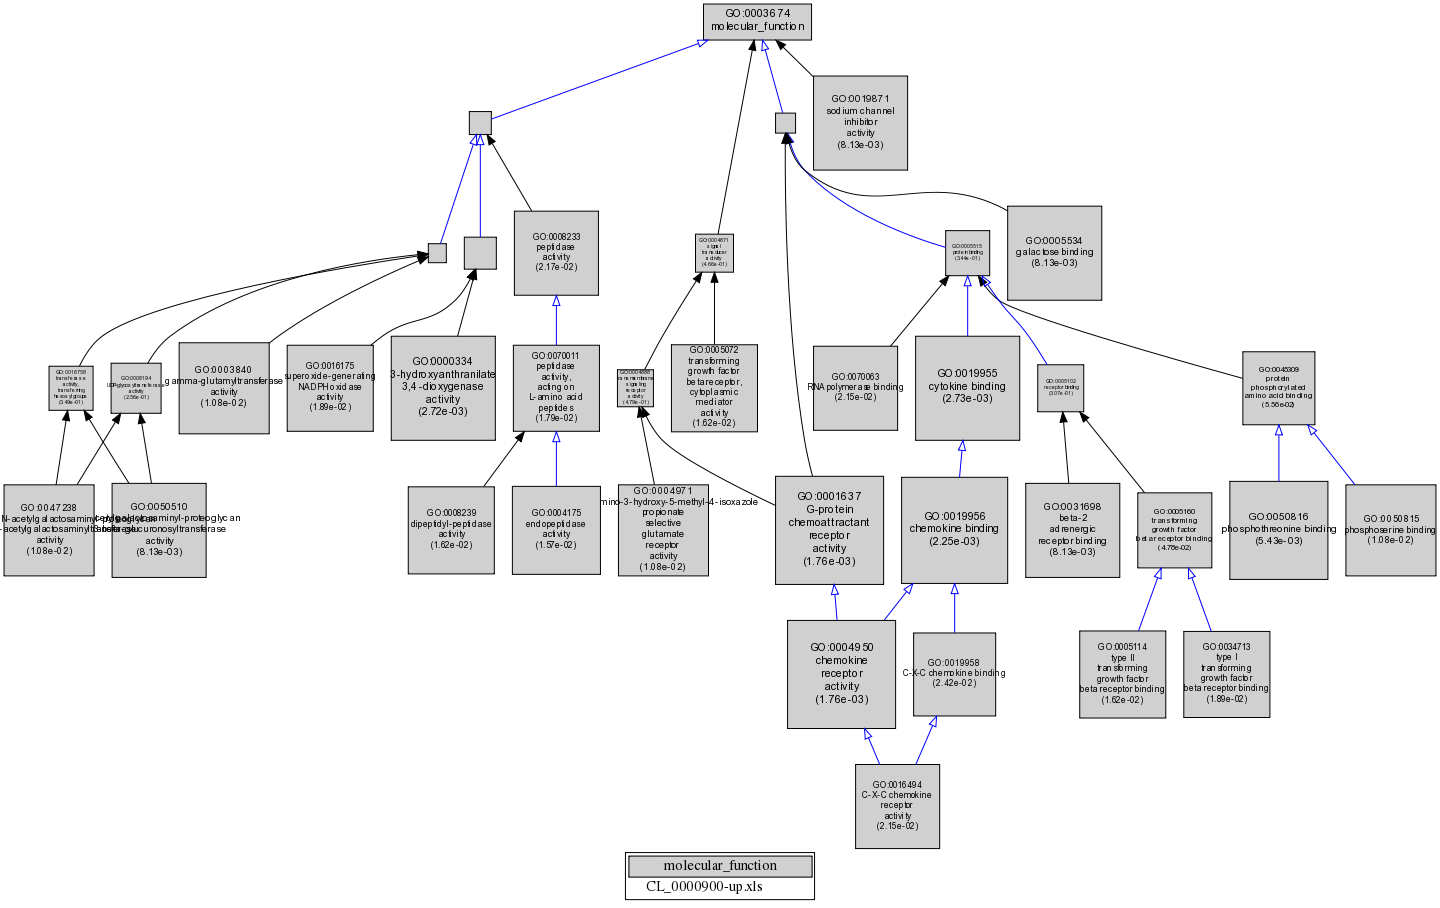 GO:0003674
molecular_function
GO:0019871
sodium channel
inhibitor
activity
(8.13e-03)
GO:0008233
peptidase
activity
(2.17e-02)
GO:0004871
signal
transducer
activity
(4.66e-01)
GO:0005515
protein binding
(3.44e-01)
GO:0005534
galactose binding
(8.13e-03)
GO:0016758
transferase
activity,
transferring
hexosyl groups
(3.49e-01)
GO:0008194
UDP-glycosyltransferase
activity
(2.56e-01)
GO:0003840
gamma-glutamyltransferase
activity
(1.08e-02)
GO:0016175
superoxide-generating
NADPH oxidase
activity
(1.89e-02)
GO:0000334
3-hydroxyanthranilate
3,4-dioxygenase
activity
(2.72e-03)
GO:0070011
peptidase
activity,
acting on
L-amino acid
peptides
(1.79e-02)
GO:0004888
transmembrane
signaling
receptor
activity
(4.79e-01)
GO:0005072
transforming
growth factor
beta receptor,
cytoplasmic
mediator
activity
(1.62e-02)
GO:0070063
RNA polymerase binding
(2.15e-02)
GO:0019955
cytokine binding
(2.73e-03)
GO:0005102
receptor binding
(3.07e-01)
GO:0045309
protein
phosphorylated
amino acid binding
(5.56e-02)
GO:0047238
activity
(1.08e-02)
GO:0050510
activity
(8.13e-03)
GO:0008239
dipeptidyl-peptidase
activity
(1.62e-02)
GO:0004175
endopeptidase
activity
(1.57e-02)
GO:0004971
mino-3-hydroxy-5-methyl-4-isoxazole
propionate
selective
glutamate
receptor
activity
(1.08e-02)
GO:0001637
G-protein
chemoattractant
receptor
activity
(1.76e-03)
GO:0019956
chemokine binding
(2.25e-03)
GO:0031698
beta-2
adrenergic
receptor binding
(8.13e-03)
GO:0005160
transforming
growth factor
beta receptor binding
(4.76e-02)
GO:0050816
phosphothreonine binding
(5.43e-03)
GO:0050815
phosphoserine binding
(1.08e-02)
GO:0004950
chemokine
receptor
activity
(1.76e-03)
GO:0019958
C-X-C chemokine binding
(2.42e-02)
GO:0005114
type II
transforming
growth factor
beta receptor binding
(1.62e-02)
GO:0034713
type I
transforming
growth factor
beta receptor binding
(1.89e-02)
GO:0016494
C-X-C chemokine
receptor
activity
(2.15e-02)
molecular_function
CL_0000900-up.xls